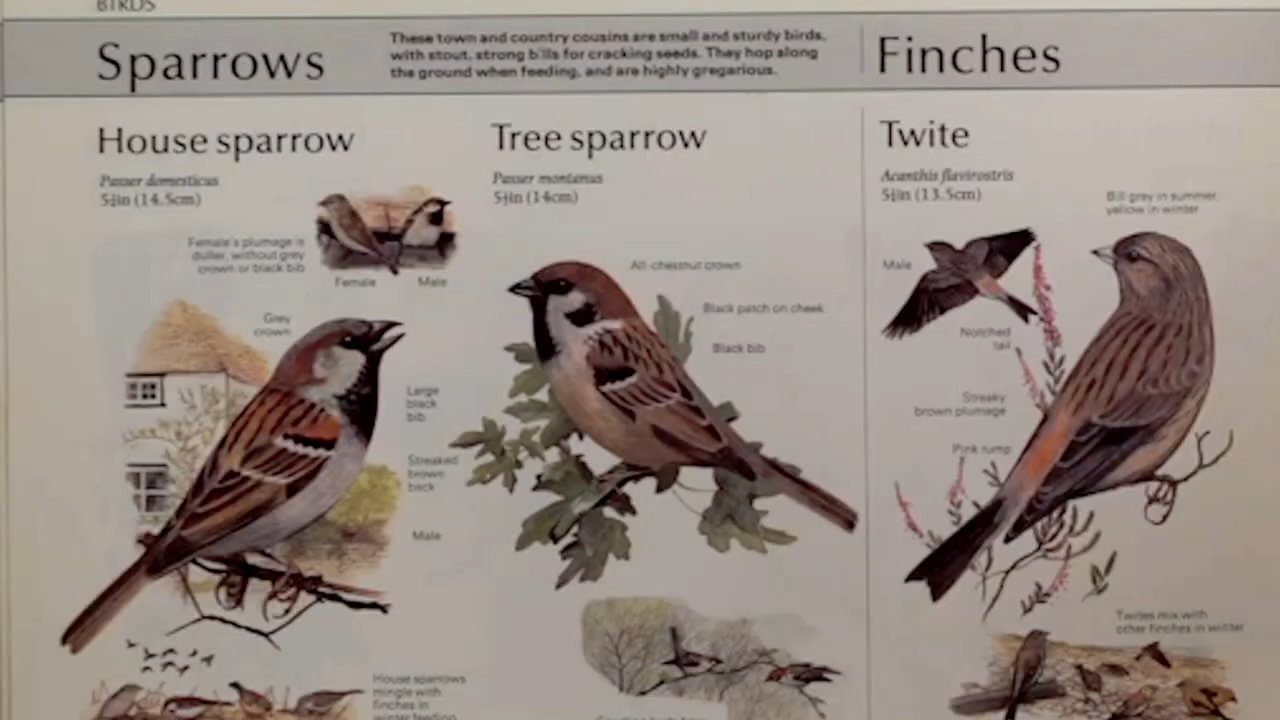 BIRDS
Sparrows
These town and country cousins are small and sturdy birds,
with stout, strong bills for cracking seeds. They hop along
the ground when feeding, and are highly gregarious.
Finches
House sparrow
Passer domesticus
5¾in (14.5cm)
Female's plumage is
duller, without grey
crown or black bib
Female
Male
Grey
crown
Large
black
bib
Streaked
brown
back
Male
House sparrows
mingle with
finches in
winter feeding
Tree sparrow
Passer montanus
5½in (14cm)
All-chestnut crown
Black patch on cheek
Black bib
Twite
Acanthis flavirostris
5¼in (13.5cm)
Bill grey in summer,
yellow in winter
Male
Notched
tail
Streaky
brown plumage
Pink rump
Twites mix with
other finches in winter